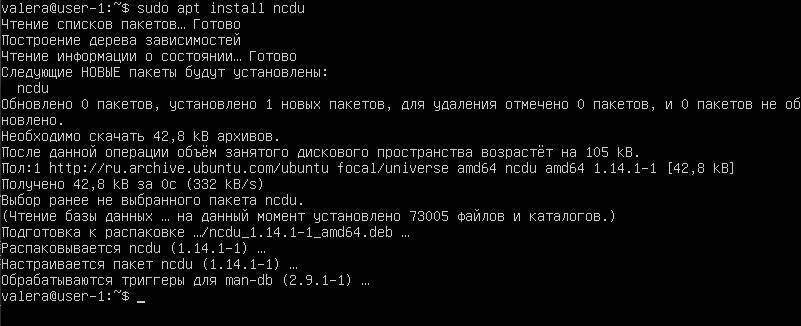 valera@user-1:~$ sudo apt install ncdu
Чтение списков пакетов… Готово
Построение дерева зависимостей
Чтение информации о состоянии… Готово
Следующие НОВЫЕ пакеты будут установлены:
  ncdu
Обновлено 0 пакетов, установлено 1 новых пакетов, для удаления отмечено 0 пакетов, и 0 пакетов не об
новлено.
Необходимо скачать 42,8 kB архивов.
После данной операции объём занятого дискового пространства возрастёт на 105 kB.
Пол:1 http://ru.archive.ubuntu.com/ubuntu focal/universe amd64 ncdu amd64 1.14.1-1 [42,8 kB]
Получено 42,8 kB за 0с (332 kB/s)
Выбор ранее не выбранного пакета ncdu.
(Чтение базы данных … на данный момент установлено 73005 файлов и каталогов.)
Подготовка к распаковке …/ncdu_1.14.1-1_amd64.deb …
Распаковывается ncdu (1.14.1-1) …
Настраивается пакет ncdu (1.14.1-1) …
Обрабатываются триггеры для man-db (2.9.1-1) …
valera@user-1:~$ _